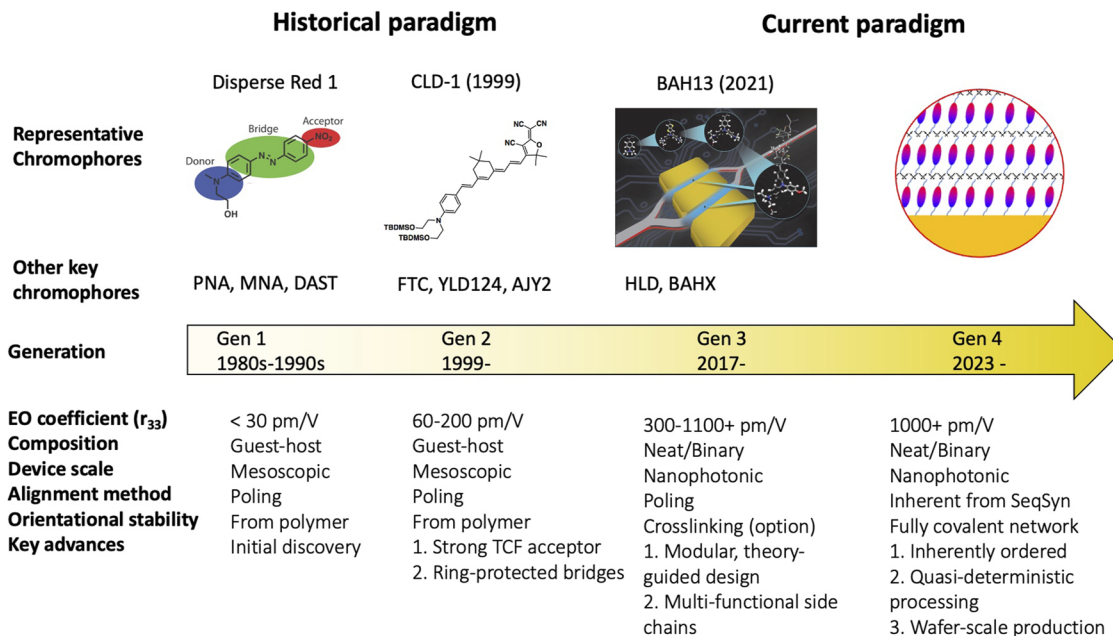 Historical paradigm
Current paradigm
Disperse Red 1
CLD-1 (1999)
BAH13 (2021)
Representative
Chromophores
Donor
Bridge
Acceptor
NO₂
N
N
N
OH
CN
CN
CN
O
N
TBDMSO
TBDMSO
Other key
chromophores
PNA, MNA, DAST
FTC, YLD124, AJY2
HLD, BAHX
Generation
Gen 1
1980s-1990s
Gen 2
1999-
Gen 3
2017-
Gen 4
2023 -
EO coefficient (r₃₃)
< 30 pm/V
60-200 pm/V
300-1100+ pm/V
1000+ pm/V
Composition
Guest-host
Guest-host
Neat/Binary
Neat/Binary
Device scale
Mesoscopic
Mesoscopic
Nanophotonic
Nanophotonic
Alignment method
Poling
Poling
Poling
Inherent from SeqSyn
Orientational stability
From polymer
From polymer
Crosslinking (option)
Fully covalent network
Key advances
Initial discovery
1. Strong TCF acceptor
2. Ring-protected bridges
1. Modular, theory-
guided design
2. Multi-functional side
chains
1. Inherently ordered
2. Quasi-deterministic
processing
3. Wafer-scale production